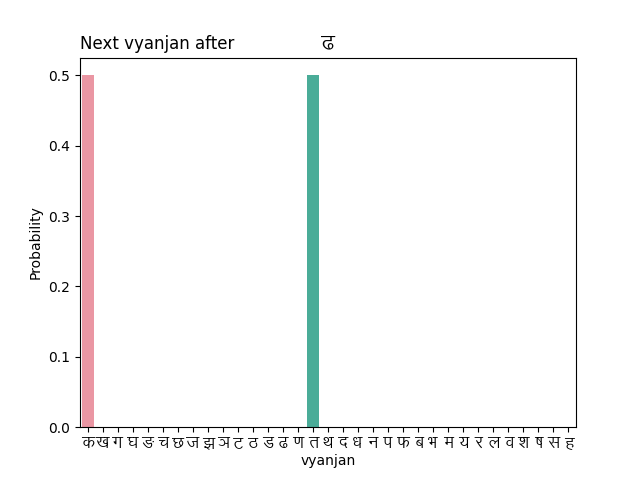 Next vyanjan after ढ
0.5
0.4
0.3
0.2
0.1
0.0
Probability
क ख ग घ ङ च छ ज झ ञ ट ठ ड ढ ण त थ द ध न प फ ब भ म य र ल व श ष स ह
vyanjan